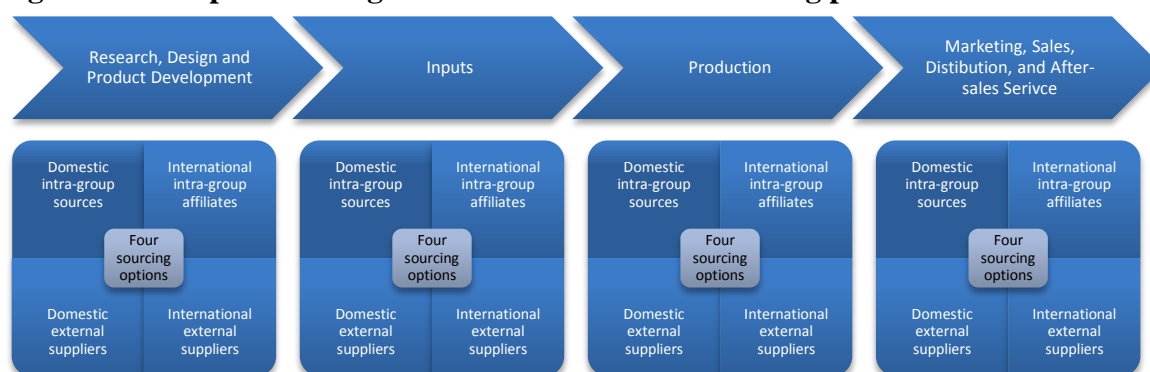 Research, Design and
Product Development
Inputs
Production
Marketing, Sales,
Distibution, and After-
sales Serivce
Domestic
intra-group
sources
International
intra-group
affiliates
Four
sourcing
options
Domestic
external
suppliers
International
external
suppliers
Domestic
intra-group
sources
International
intra-group
affiliates
Four
sourcing
options
Domestic
external
suppliers
International
external
suppliers
Domestic
intra-group
sources
International
intra-group
affiliates
Four
sourcing
options
Domestic
external
suppliers
International
external
suppliers
Domestic
intra-group
sources
International
intra-group
affiliates
Four
sourcing
options
Domestic
external
suppliers
International
external
suppliers